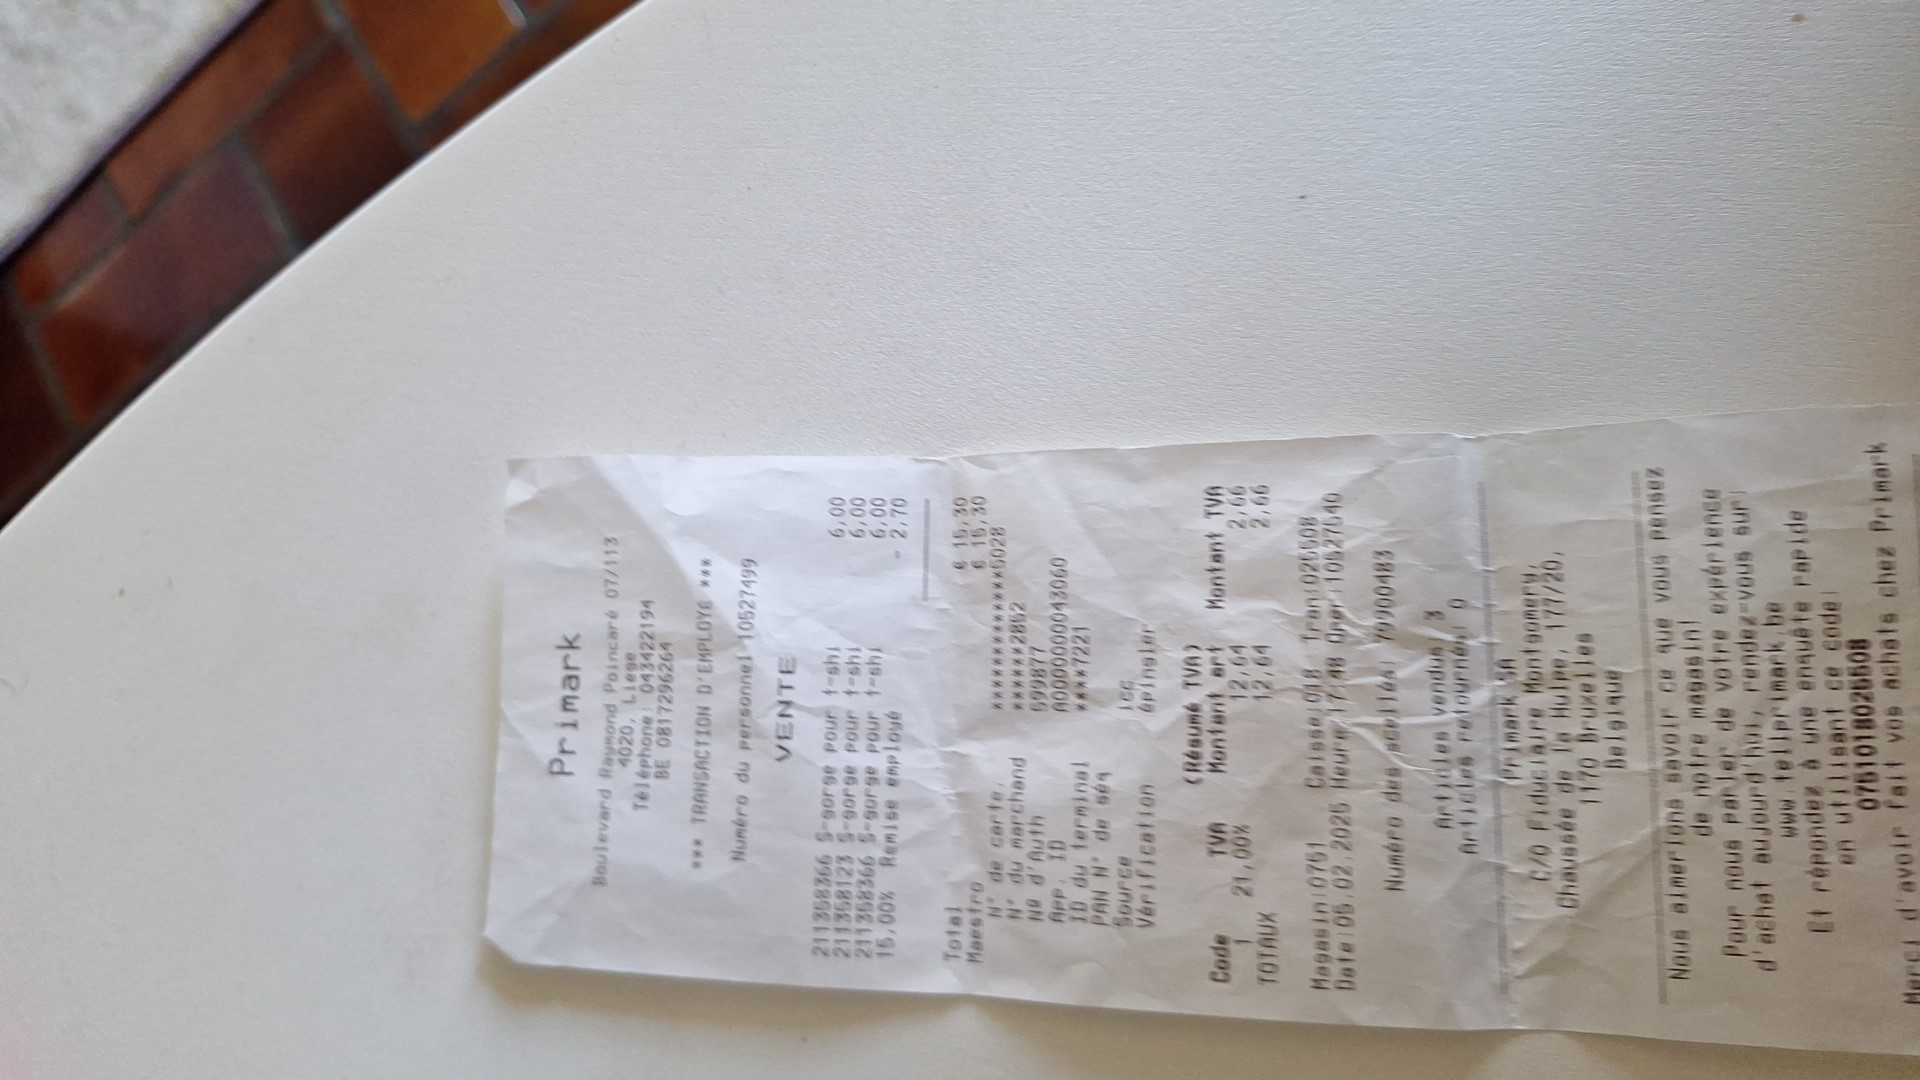 Primark
Boulevard Raymond Poincaré 07/113
4020, Liege
Téléphone: 043422194
BE 0817296264
*** TRANSACTION D'EMPLOYE ***
Numéro du personnel 10527499
VENTE
211358366 S-gorge pour t-shi 6,00
211358123 S-gorge pour t-shi 6,00
211358366 S-gorge pour t-shi 6,00
15,00% Remise employé - 2,70
Total € 15,30
Maestro € 15,30
N° de carte. ***************5028
N° du marchand ******2852
N° d'Auth 599877
App. ID A0000000043060
ID du terminal ****7221
PAN N° de séq
Source icc
Vérification épinsler
(Résumé TVA)
Code TVA Montant art Montant TVA
1 21,00% 12,64 2,66
TOTAUX 12,64 2,66
Magasin:0751 Caisse:018 Tran:025608
Date:05.02.2025 Heure:17:48 Oper:10527540
Numéro des scellés: 79900483
Articles vendus 3
Articles retournés 0
Primark SA
C/O Fiduciaire Montgomery,
Chaussée de la Hulpe, 177/20,
1170 Bruxelles
Belgique
Nous aimerions savoir ce que vous pensez
de notre magasin!
Pour nous parler de votre expérience
d'achat aujourd'hui, rendez-vous sur:
www.tellprimark.be
Et répondez à une enquête rapide
en utilisant ce code:
075101802560B
Merci d'avoir fait vos achats chez Primark